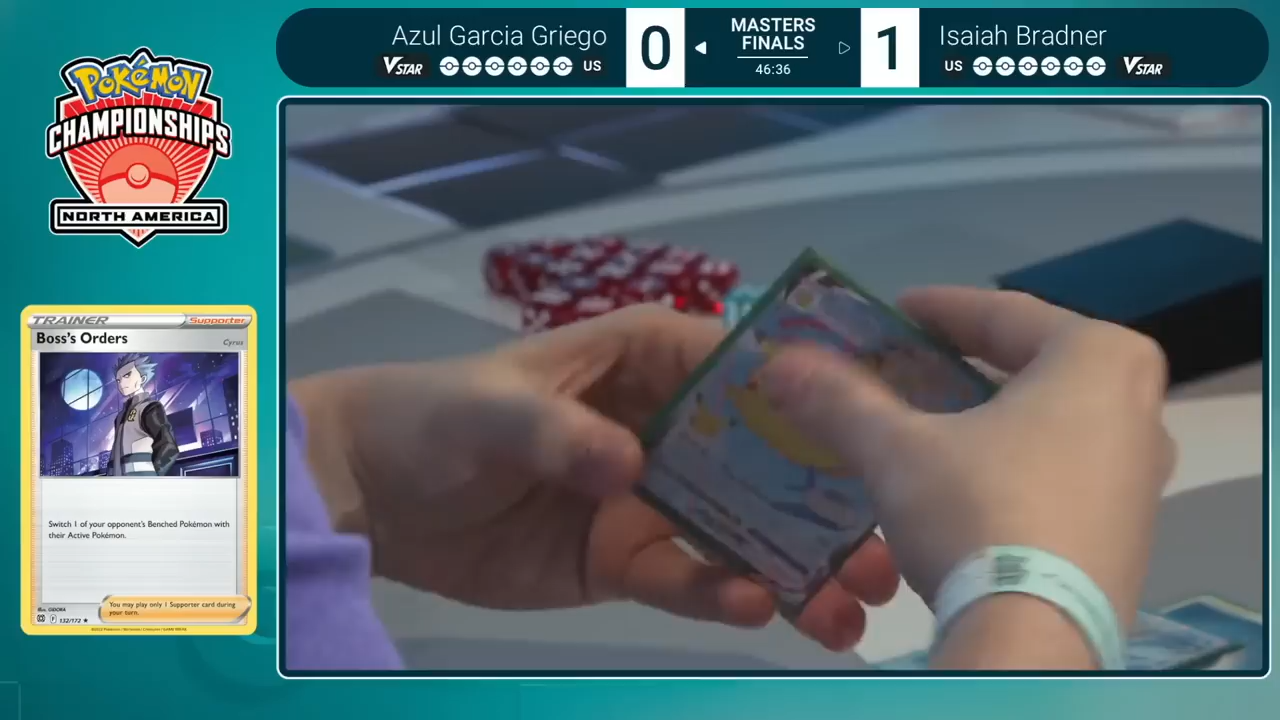 Azul Garcia Griego
VSTAR
US
0
MASTERS
FINALS
46:36
1
Isaiah Bradner
US
VSTAR
Pokémon
CHAMPIONSHIPS
NORTH AMERICA
TRAINER
Supporter
Boss's Orders
Cyrus
Switch 1 of your opponent's Benched Pokémon with
their Active Pokémon.
You may play only 1 Supporter card during
your turn.
132/172